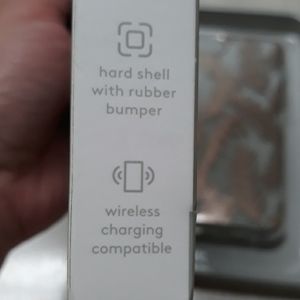 hard shell
with rubber
bumper
wireless
charging
compatible